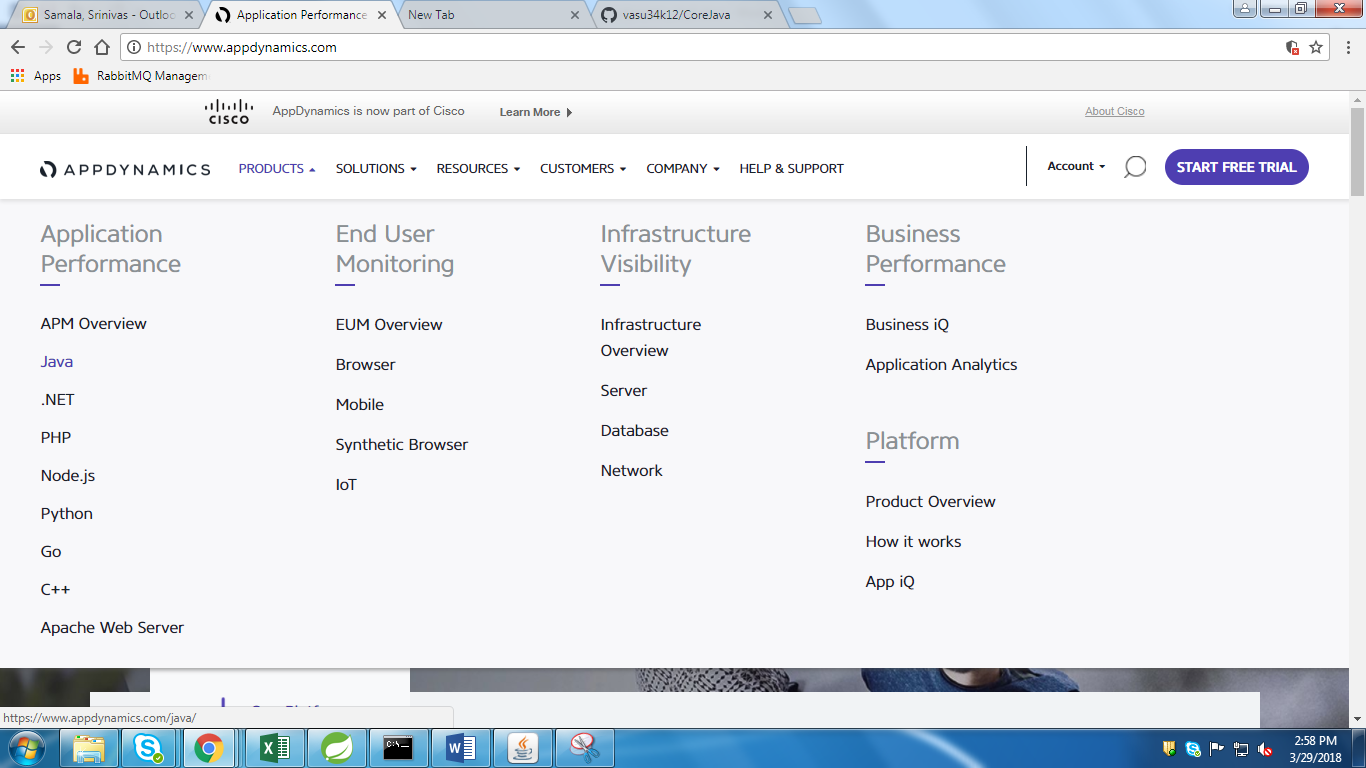 Samala, Srinivas - Outloo
Application Performance
New Tab
vasu34k12/CoreJava
https://www.appdynamics.com
Apps
RabbitMQ Managem
CISCO
AppDynamics is now part of Cisco
Learn More
About Cisco
APPDYNAMICS
PRODUCTS
SOLUTIONS
RESOURCES
CUSTOMERS
COMPANY
HELP & SUPPORT
Account
START FREE TRIAL
Application
Performance
APM Overview
Java
.NET
PHP
Node.js
Python
Go
C++
Apache Web Server
End User
Monitoring
EUM Overview
Browser
Mobile
Synthetic Browser
IoT
Infrastructure
Visibility
Infrastructure
Overview
Server
Database
Network
Business
Performance
Business iQ
Application Analytics
Platform
Product Overview
How it works
App iQ
https://www.appdynamics.com/java/
C:\
2:58 PM
3/29/2018